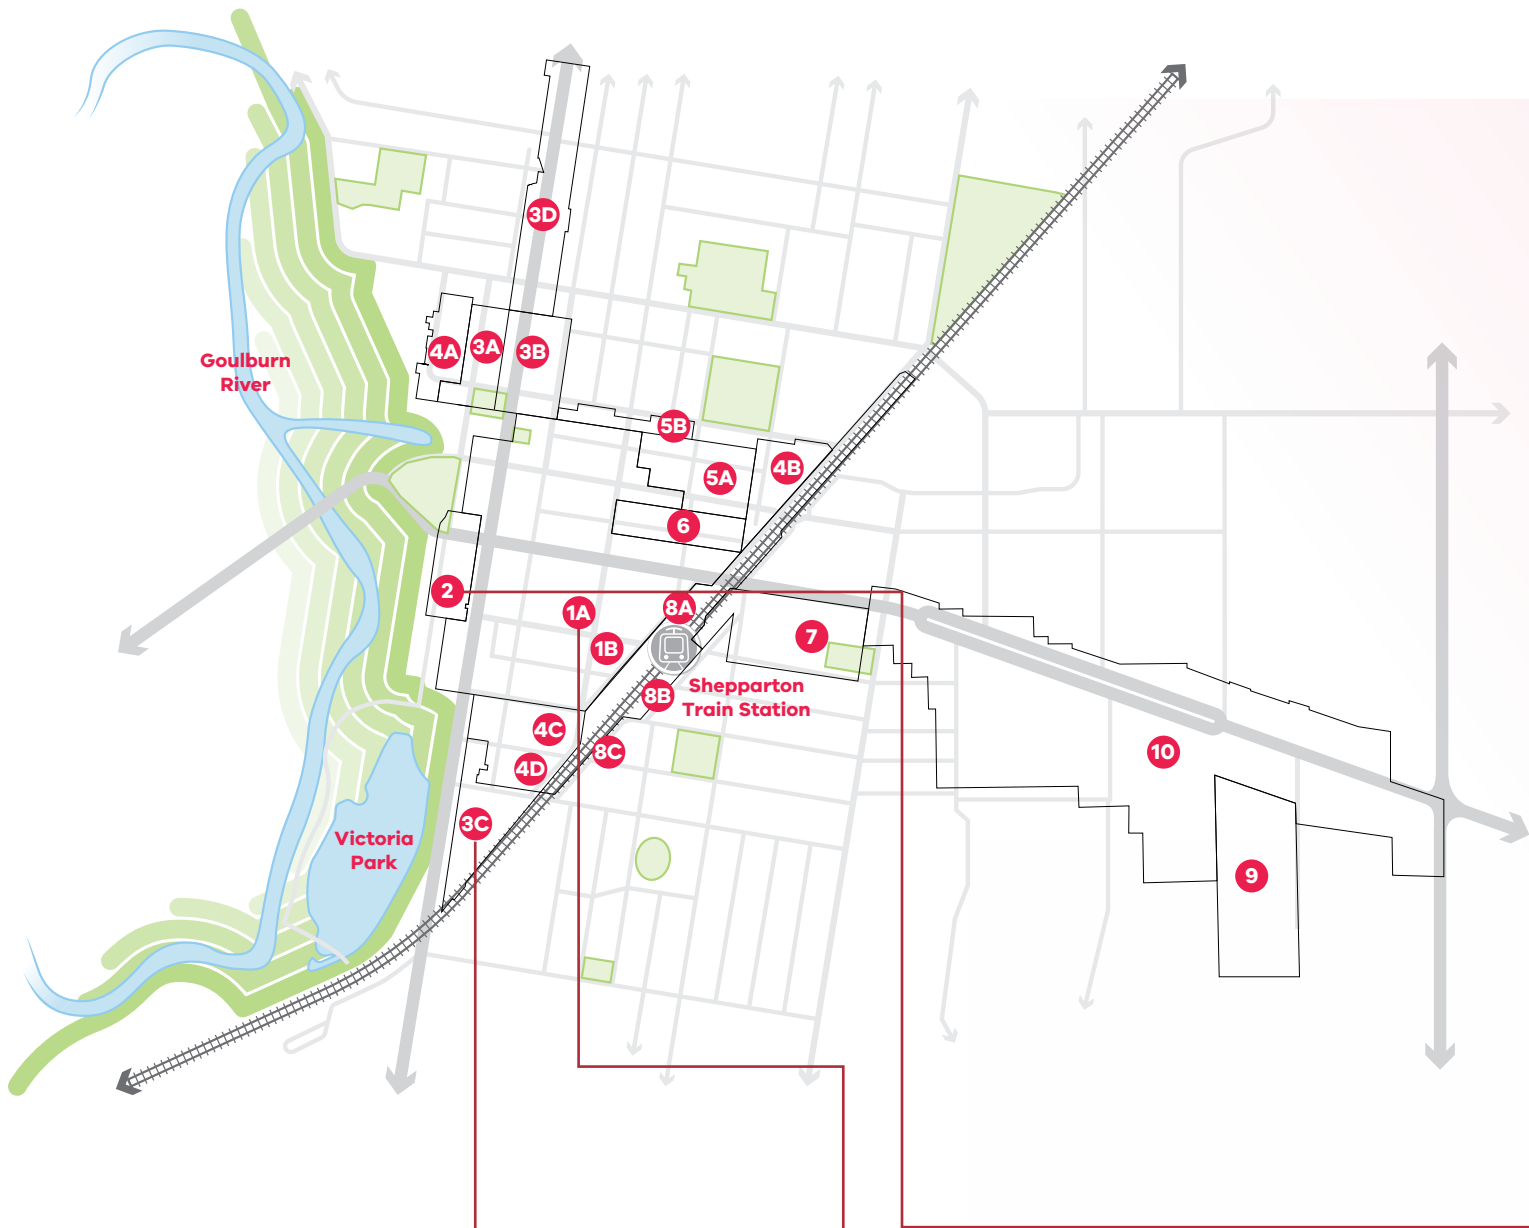 3D
4A
3A
3B
Goulburn
River
5B
4B
5A
6
2
8A
1A
7
1B
8B
Shepparton
Train Station
4C
8C
10
4D
3C
Victoria
Park
9